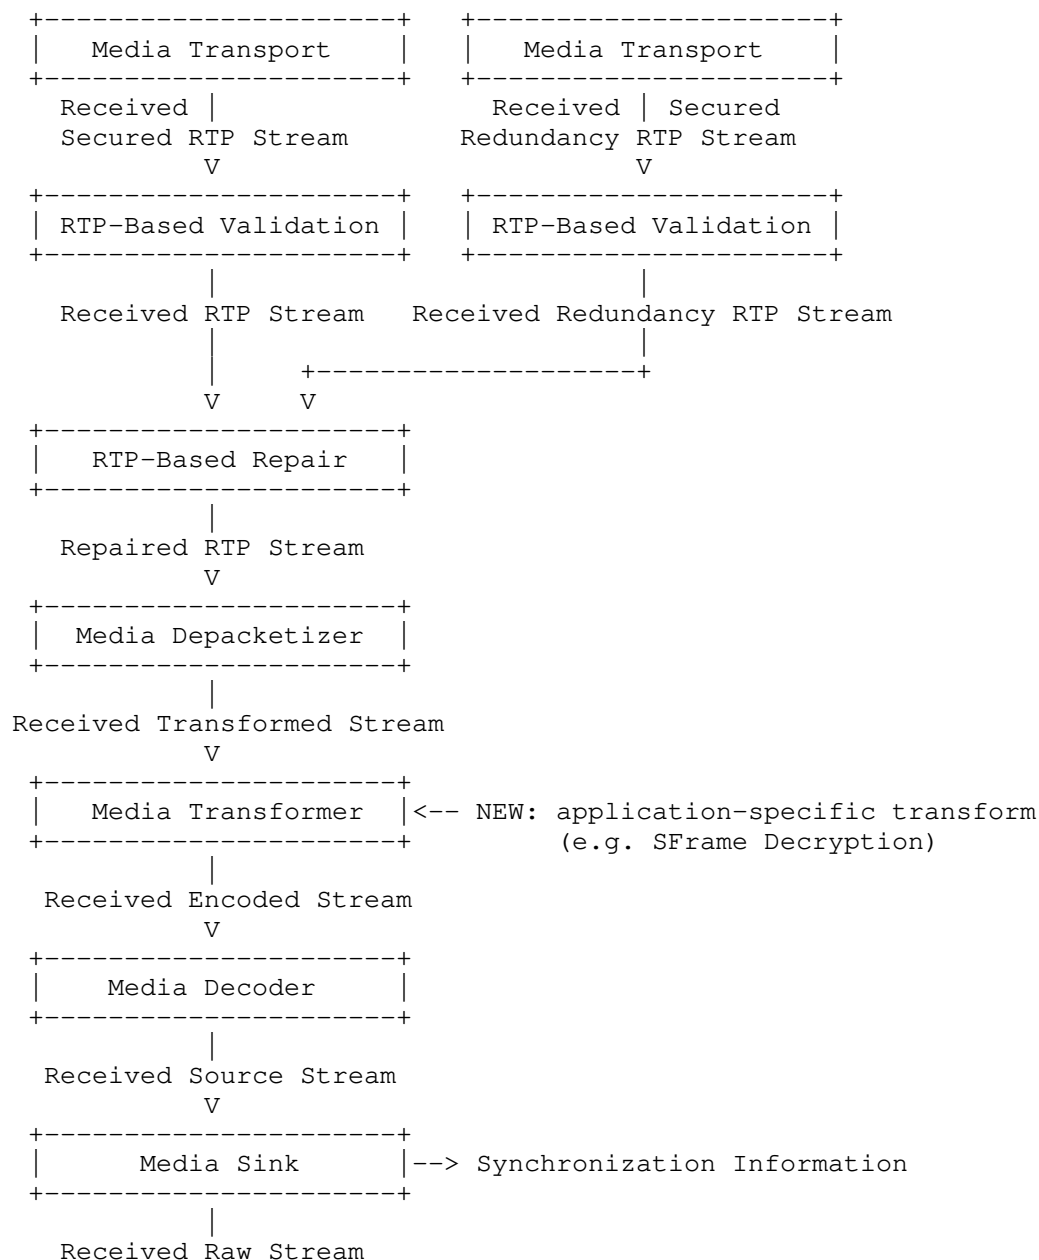 +----------------------+   +----------------------+
|   Media Transport    |   |   Media Transport    |
+----------------------+   +----------------------+
  Received |                 Received | Secured
  Secured RTP Stream       Redundancy RTP Stream
           V                          V
+----------------------+   +----------------------+
| RTP-Based Validation |   | RTP-Based Validation |
+----------------------+   +----------------------+
           |                          |
  Received RTP Stream   Received Redundancy RTP Stream
           |                          |
           |     +--------------------+
           V     V
+----------------------+
|   RTP-Based Repair   |
+----------------------+
           |
  Repaired RTP Stream
           V
+----------------------+
|  Media Depacketizer  |
+----------------------+
           |
Received Transformed Stream
           V
+----------------------+
|   Media Transformer  |<-- NEW: application-specific transform
+----------------------+         (e.g. SFrame Decryption)
           |
 Received Encoded Stream
           V
+----------------------+
|    Media Decoder     |
+----------------------+
           |
 Received Source Stream
           V
+----------------------+
|      Media Sink      |--> Synchronization Information
+----------------------+
           |
  Received Raw Stream